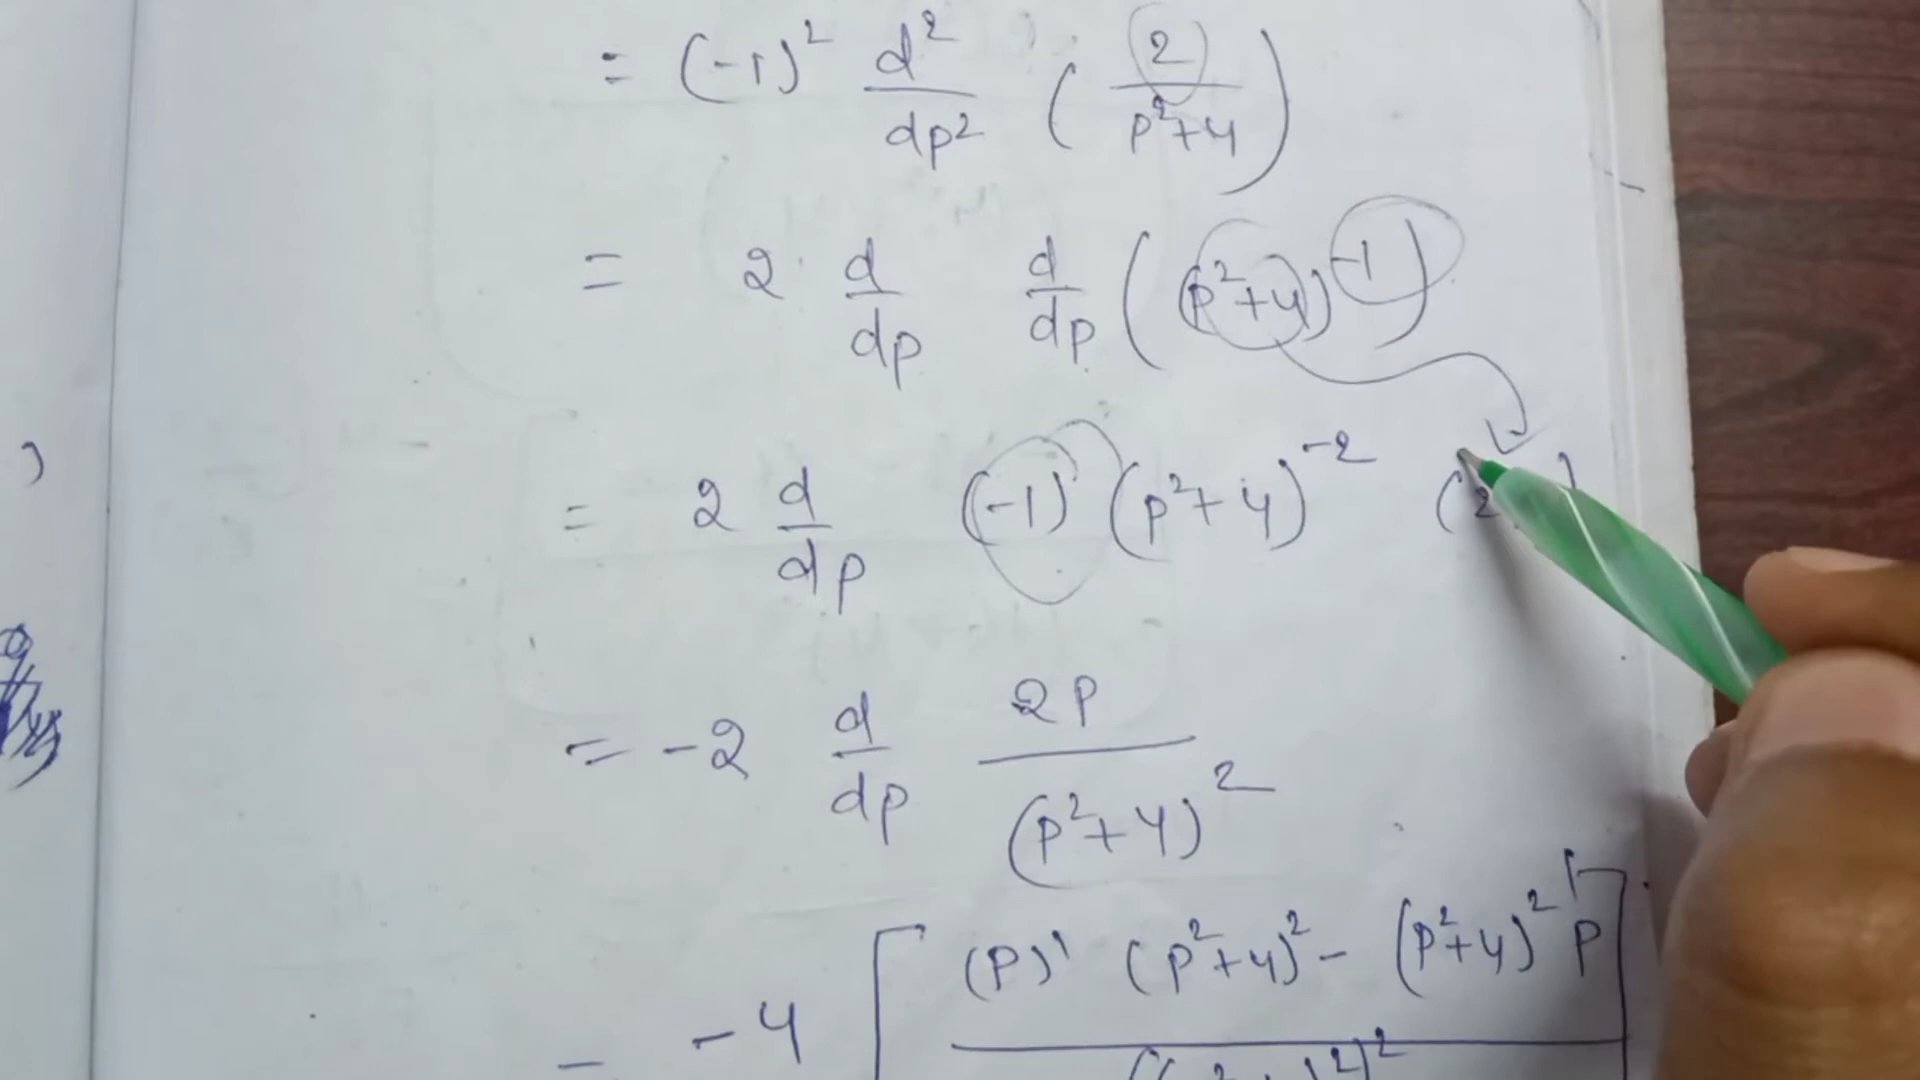 = (-1)² d²/dp² (2/(p²+4))
= 2 d/dp d/dp ((p²+4)⁻¹)
= 2 d/dp (-1) (p²+4)⁻² (2
= -2 d/dp 2p/(p²+4)²
= -4 [(p)' (p²+4)² - (p²+4)² ' p